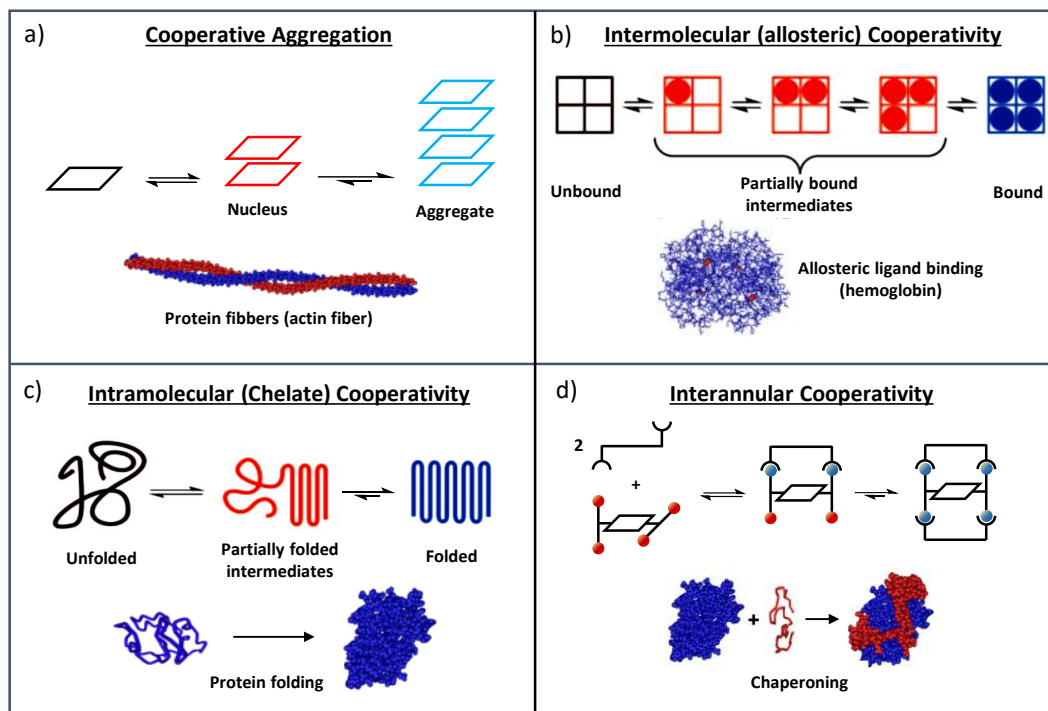 a)
Cooperative Aggregation
Nucleus
Aggregate
Protein fibbers (actin fiber)
b)
Intermolecular (allosteric) Cooperativity
Unbound
Partially bound
intermediates
Bound
Allosteric ligand binding
(hemoglobin)
c)
Intramolecular (Chelate) Cooperativity
Unfolded
Partially folded
intermediates
Folded
Protein folding
d)
Interannular Cooperativity
2
+
+
Chaperoning